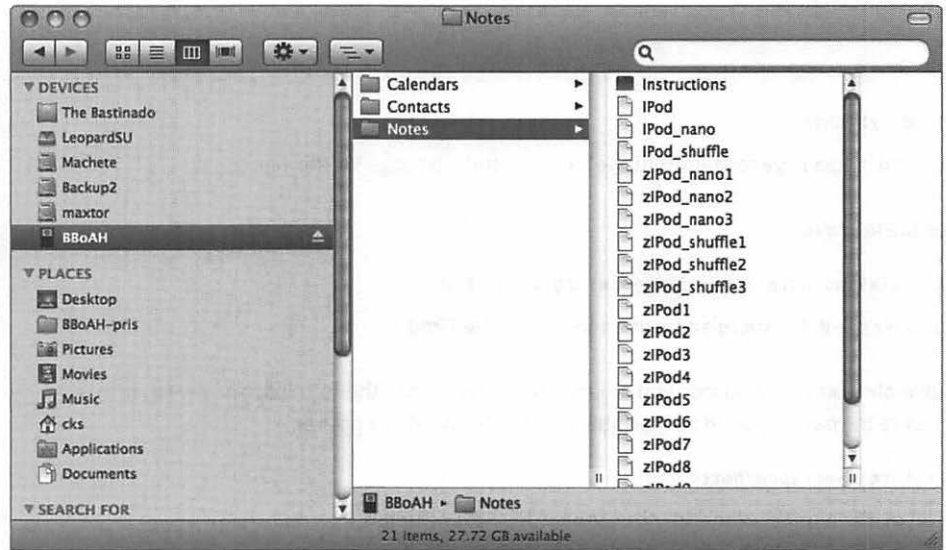 Notes
DEVICES
The Bastinado
LeopardSU
Machete
Backup2
maxtor
BBoAH
PLACES
Desktop
BBoAH-pris
Pictures
Movies
Music
cks
Applications
Documents
SEARCH FOR
Calendars
Contacts
Notes
Instructions
IPod
IPod_nano
IPod_shuffle
zIPod_nano1
zIPod_nano2
zIPod_nano3
zIPod_shuffle1
zIPod_shuffle2
zIPod_shuffle3
zIPod1
zIPod2
zIPod3
zIPod4
zIPod5
zIPod6
zIPod7
zIPod8
BBoAH ▸ Notes
21 items, 27.72 GB available